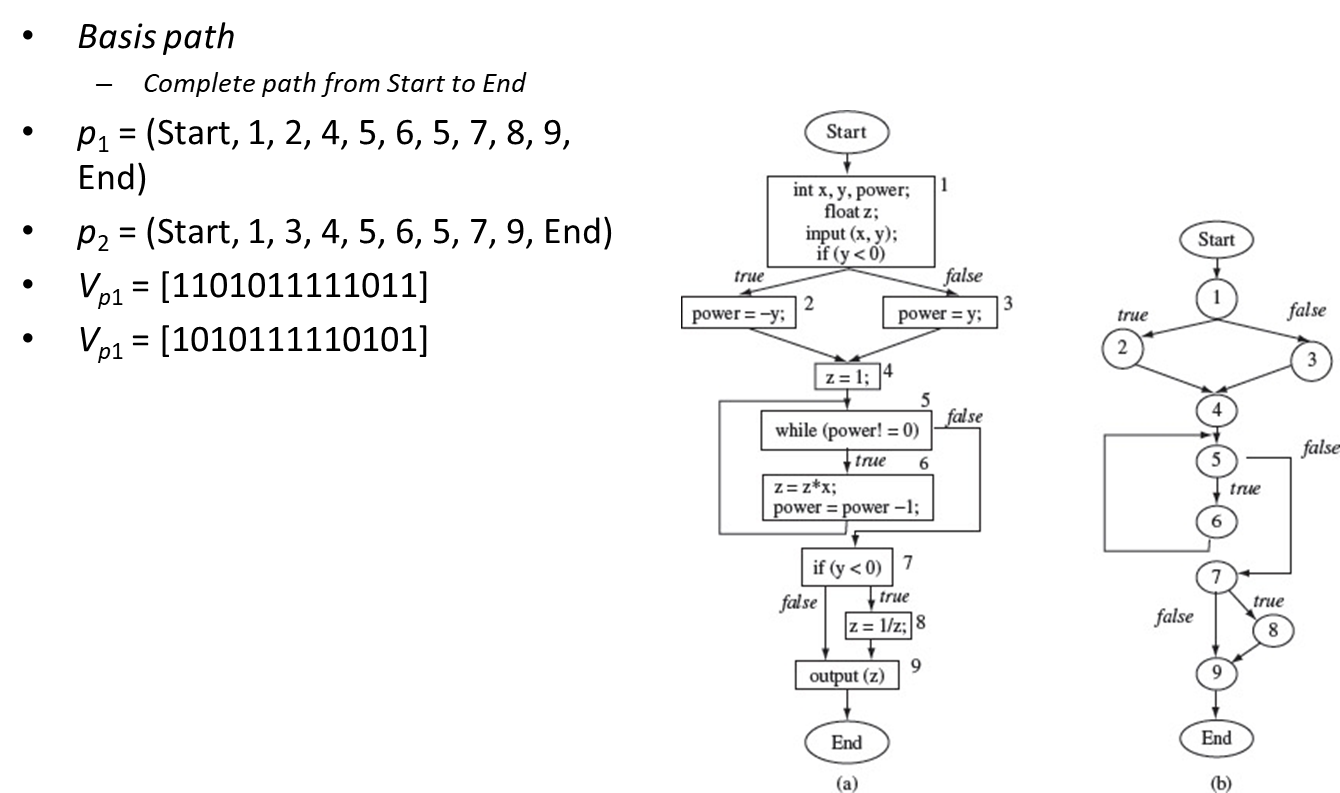 • Basis path
– Complete path from Start to End
• p1 = (Start, 1, 2, 4, 5, 6, 5, 7, 8, 9,
End)
• p2 = (Start, 1, 3, 4, 5, 6, 5, 7, 9, End)
• Vp1 = [1101011111011]
• Vp1 = [1010111110101]
Start
1
int x, y, power;
float z;
input (x, y);
if (y < 0)
true
false
power = –y;
2
power = y;
3
z = 1;
4
5
while (power! = 0)
false
true
6
z = z*x;
power = power –1;
if (y < 0)
7
false
true
z = 1/z;
8
output (z)
9
End
(a)
Start
1
true
false
2
3
4
5
false
true
6
7
true
false
8
9
End
(b)